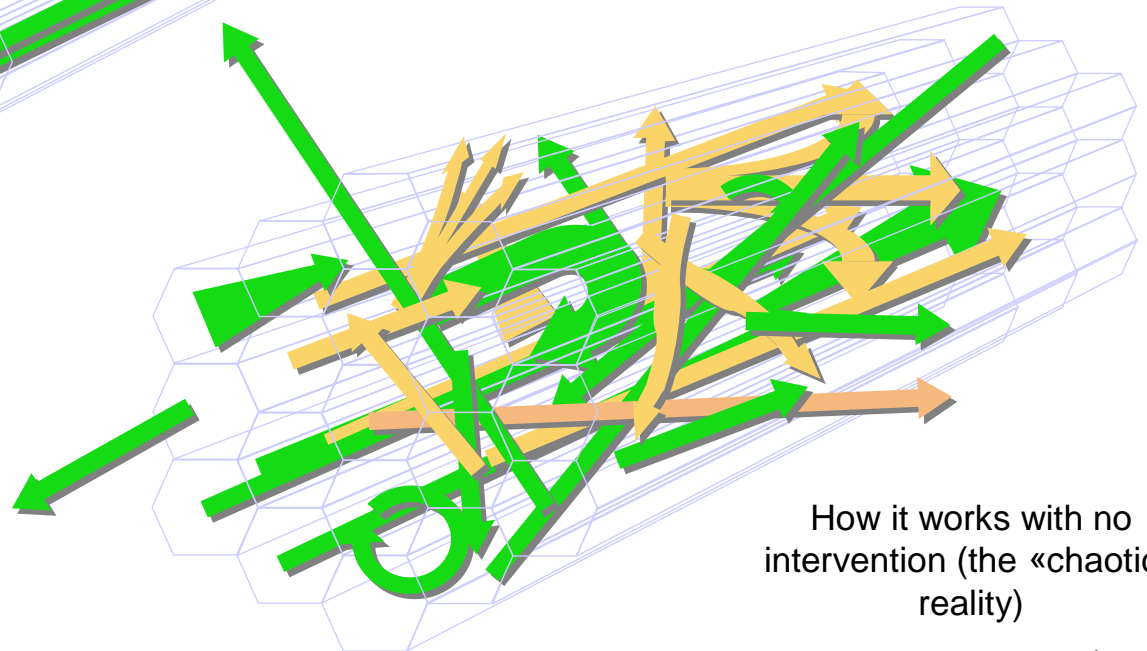 How it works with no
intervention (the «chaotic
reality)